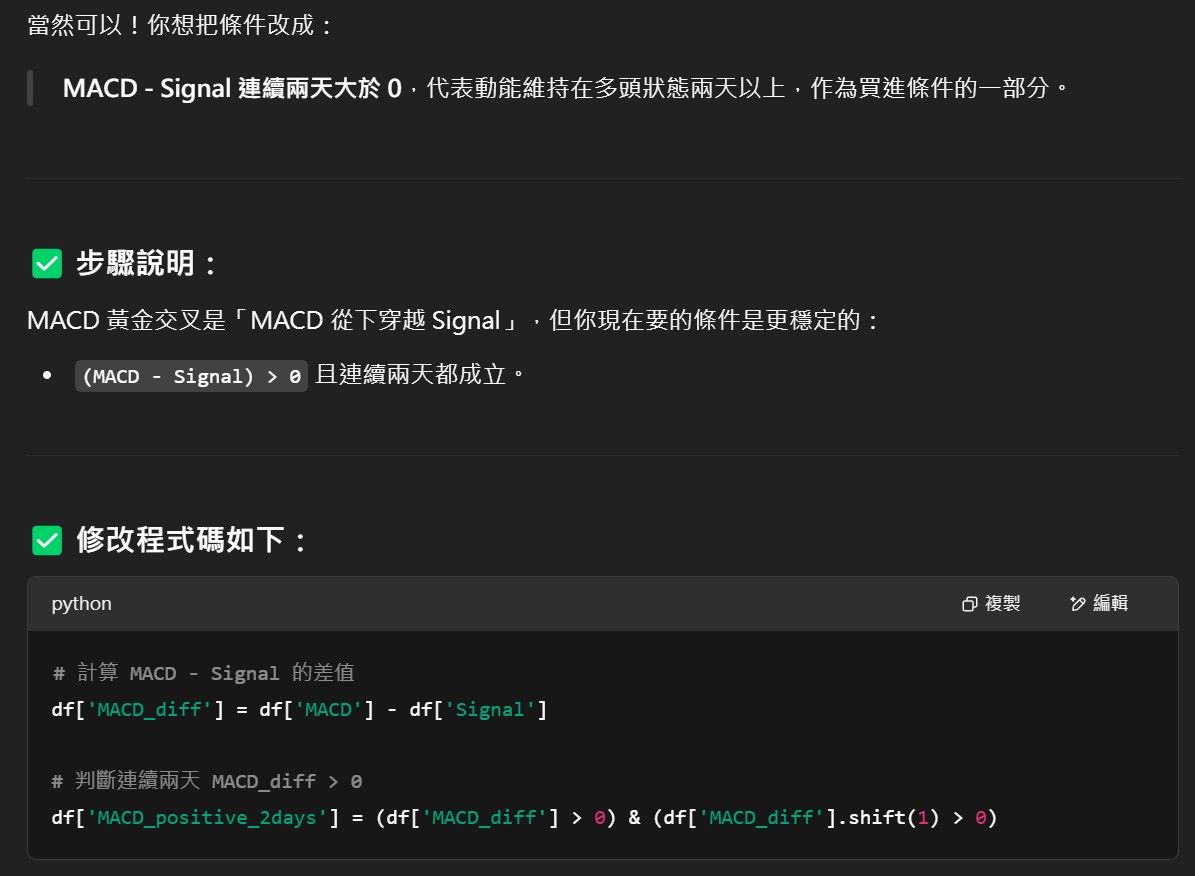 當然可以！你想把條件改成：
MACD - Signal 連續兩天大於 0，代表動能維持在多頭狀態兩天以上，作為買進條件的一部分。
✅ 步驟說明：
MACD 黃金交叉是「MACD 從下穿越 Signal」，但你現在要的條件是更穩定的：
• (MACD - Signal) > 0 且連續兩天都成立。
✅ 修改程式碼如下：
python 複製 編輯
# 計算 MACD - Signal 的差值
df['MACD_diff'] = df['MACD'] - df['Signal']
# 判斷連續兩天 MACD_diff > 0
df['MACD_positive_2days'] = (df['MACD_diff'] > 0) & (df['MACD_diff'].shift(1) > 0)